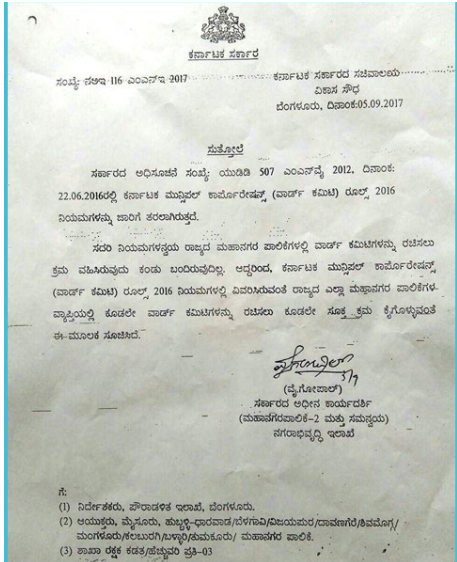 ಕರ್ನಾಟಕ ಸರ್ಕಾರ
ಸಂಖ್ಯೆ: ನಅಇ 116 ಎಂಎನ್ಇ 2017
ಕರ್ನಾಟಕ ಸರ್ಕಾರದ ಸಚಿವಾಲಯ
ವಿಕಾಸ ಸೌಧ
ಬೆಂಗಳೂರು, ದಿನಾಂಕ:05.09.2017
ಸುತ್ತೋಲೆ
ಸರ್ಕಾರದ ಅಧಿಸೂಚನೆ ಸಂಖ್ಯೆ: ಯುಡಿಡಿ 507 ಎಂಎನ್‌ವೈ 2012, ದಿನಾಂಕ:
22.06.2016ರಲ್ಲಿ ಕರ್ನಾಟಕ ಮುನ್ಸಿಪಲ್ ಕಾರ್ಪೊರೇಷನ್ಸ್ (ವಾರ್ಡ್ ಕಮಿಟಿ) ರೂಲ್ಸ್ 2016
ನಿಯಮಗಳನ್ನು ಜಾರಿಗೆ ತರಲಾಗಿರುತ್ತದೆ.
ಸದರಿ ನಿಯಮಗಳನ್ವಯ ರಾಜ್ಯದ ಮಹಾನಗರ ಪಾಲಿಕೆಗಳಲ್ಲಿ ವಾರ್ಡ್ ಕಮಿಟಿಗಳನ್ನು ರಚಿಸಲು
ಕ್ರಮ ವಹಿಸಿರುವುದು ಕಂಡು ಬಂದಿರುವುದಿಲ್ಲ. ಆದ್ದರಿಂದ, ಕರ್ನಾಟಕ ಮುನ್ಸಿಪಲ್ ಕಾರ್ಪೊರೇಷನ್ಸ್
(ವಾರ್ಡ್ ಕಮಿಟಿ) ರೂಲ್ಸ್ 2016 ನಿಯಮಗಳಲ್ಲಿ ವಿವರಿಸಿರುವಂತೆ ರಾಜ್ಯದ ಎಲ್ಲಾ ಮಹಾನಗರ ಪಾಲಿಕೆಗಳ
ವ್ಯಾಪ್ತಿಯಲ್ಲಿ ಕೂಡಲೇ ವಾರ್ಡ್ ಕಮಿಟಿಗಳನ್ನು ರಚಿಸಲು ಕೂಡಲೇ ಸೂಕ್ತ ಕ್ರಮ ಕೈಗೊಳ್ಳುವಂತೆ
ಈ ಮೂಲಕ ಸೂಚಿಸಿದೆ.
5/9
(ವೈ.ಗೋಪಾಲ್)
ಸರ್ಕಾರದ ಅಧೀನ ಕಾರ್ಯದರ್ಶಿ
(ಮಹಾನಗರಪಾಲಿಕೆ-2 ಮತ್ತು ಸಮನ್ವಯ)
ನಗರಾಭಿವೃದ್ಧಿ ಇಲಾಖೆ
ಗೆ:
(1) ನಿರ್ದೇಶಕರು, ಪೌರಾಡಳಿತ ಇಲಾಖೆ, ಬೆಂಗಳೂರು.
(2) ಆಯುಕ್ತರು, ಮೈಸೂರು, ಹುಬ್ಬಳ್ಳಿ-ಧಾರವಾಡ/ಬೆಳಗಾವಿ/ವಿಜಯಪುರ/ದಾವಣಗೆರೆ/ಶಿವಮೊಗ್ಗ/
ಮಂಗಳೂರು/ಕಲಬುರಗಿ/ಬಳ್ಳಾರಿ/ತುಮಕೂರು/ ಮಹಾನಗರ ಪಾಲಿಕೆ.
(3) ಶಾಖಾ ರಕ್ಷಕ ಕಡತ/ಹೆಚ್ಚುವರಿ ಪ್ರತಿ-03